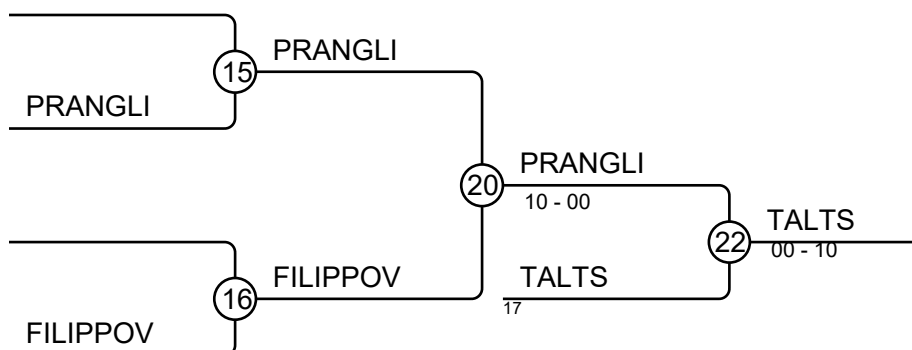 PRANGLI
15
PRANGLI
PRANGLI
20
10 - 00
TALTS
22
00 - 10
FILIPPOV
TALTS
16
17
FILIPPOV